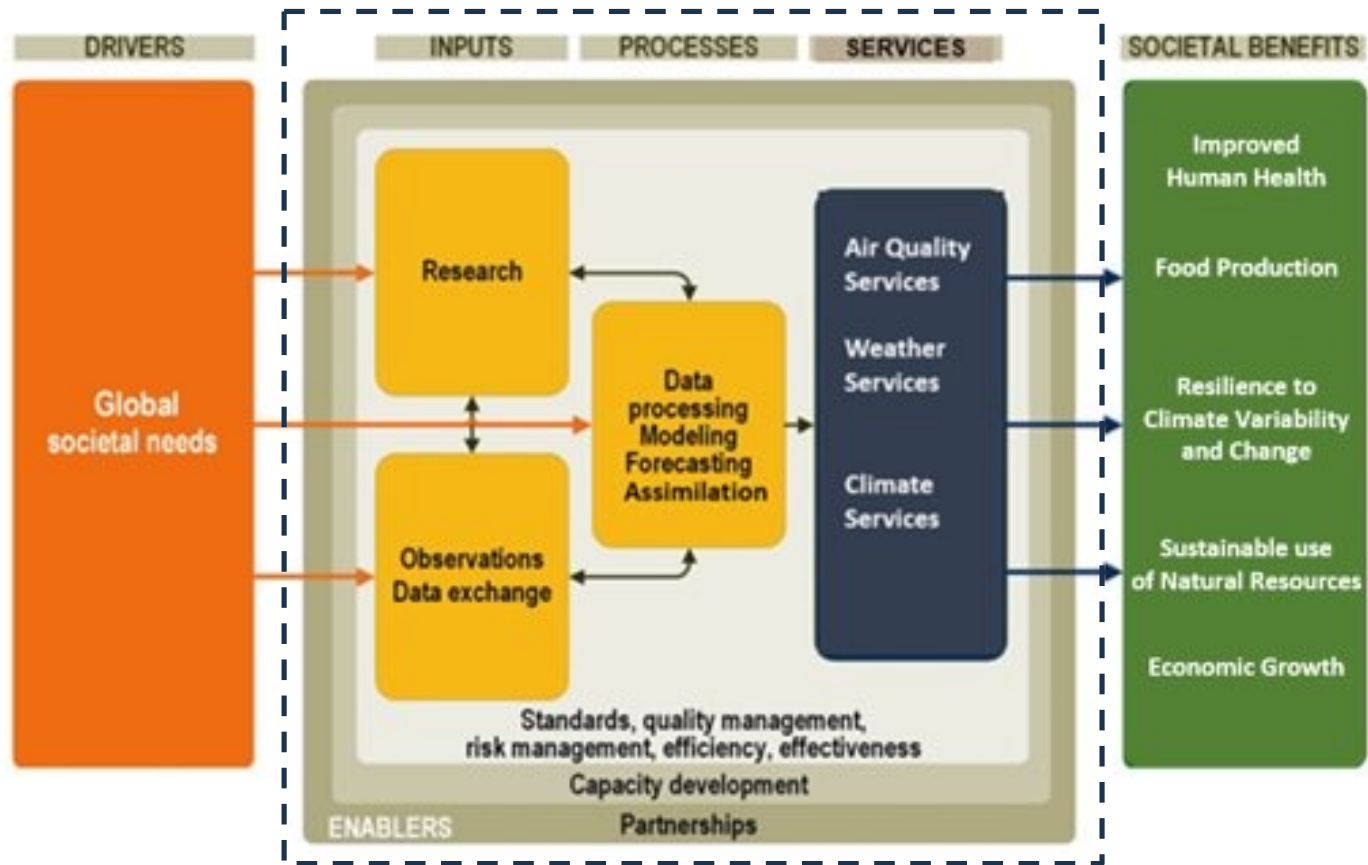 DRIVERS
INPUTS
PROCESSES
SERVICES
SOCIETAL BENEFITS
Global
societal needs
Research
Observations
Data exchange
Data
processing
Modeling
Forecasting
Assimilation
Air Quality
Services
Weather
Services
Climate
Services
Improved
Human Health
Food Production
Resilience to
Climate Variability
and Change
Sustainable use
of Natural Resources
Economic Growth
Standards, quality management,
risk management, efficiency, effectiveness
Capacity development
ENABLERS
Partnerships